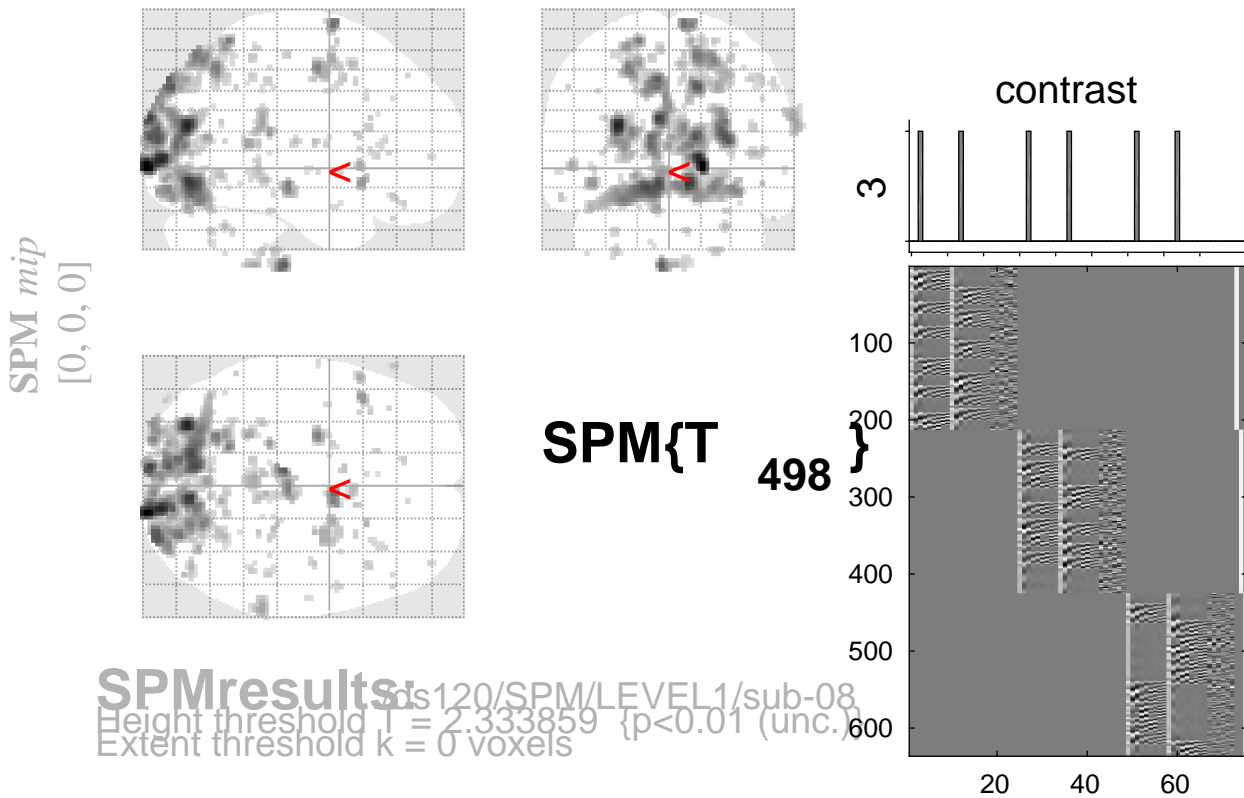 SPM mip
[0, 0, 0]
<
<
<
SPM{T498}
contrast
3
100
200
300
400
500
600
20 40 60
SPMresults: ./ds120/SPM/LEVEL1/sub-08
Height threshold T = 2.333859 {p<0.01 (unc.)}
Extent threshold k = 0 voxels